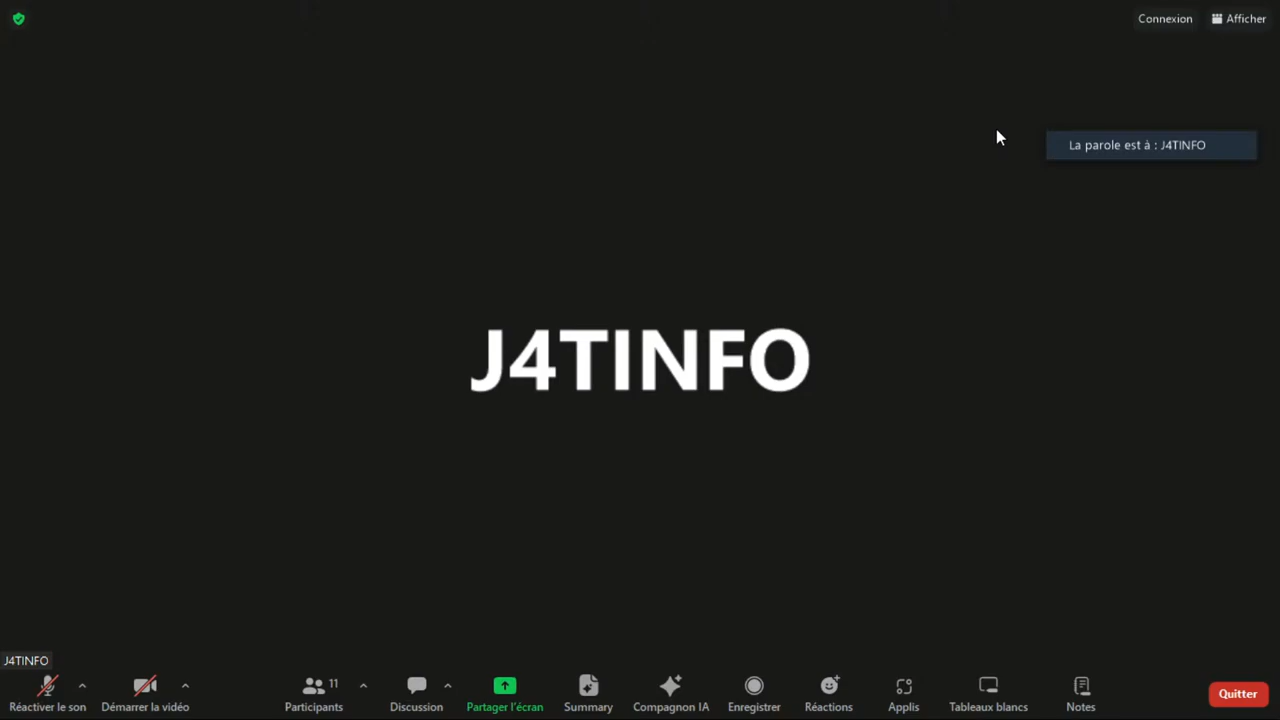 Connexion
Afficher
La parole est à : J4TINFO
J4TINFO
J4TINFO
Réactiver le son
Démarrer la vidéo
11
Participants
Discussion
Partager l'écran
Summary
Compagnon IA
Enregistrer
Réactions
Applis
Tableaux blancs
Notes
Quitter